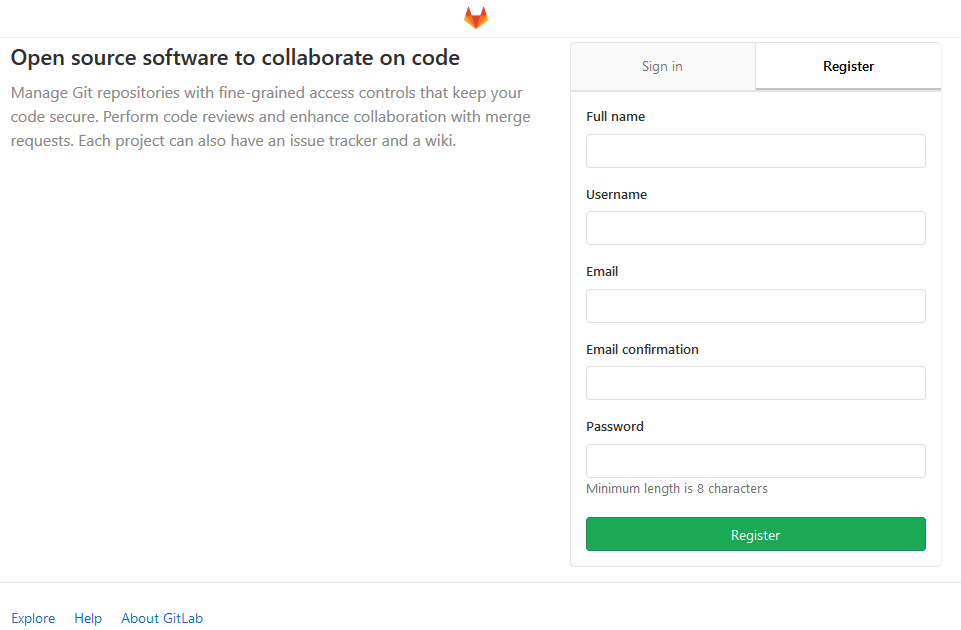 Open source software to collaborate on code
Manage Git repositories with fine-grained access controls that keep your
code secure. Perform code reviews and enhance collaboration with merge
requests. Each project can also have an issue tracker and a wiki.
Sign in
Register
Full name
Username
Email
Email confirmation
Password
Minimum length is 8 characters
Register
Explore Help About GitLab